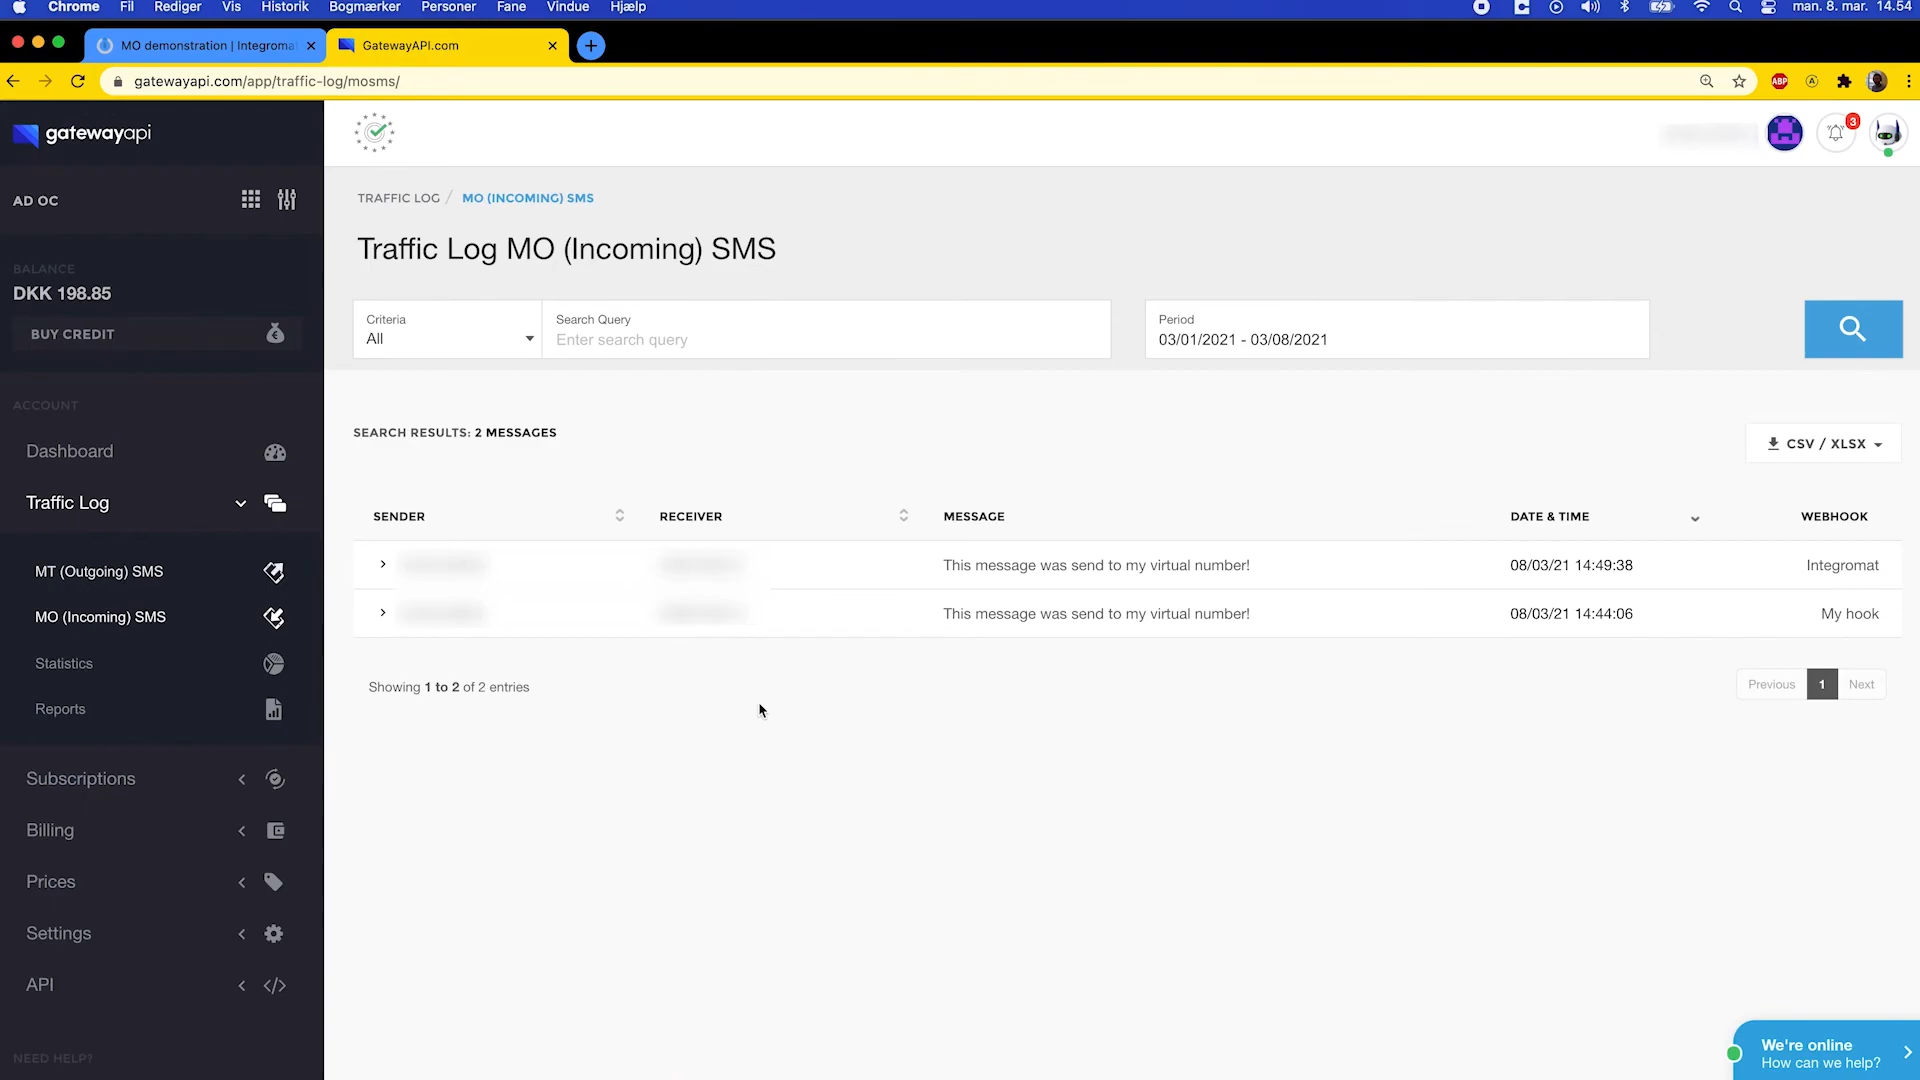 Chrome Fil Rediger Vis Historik Bogmærker Personer Fane Vindue Hjælp man. 8. mar. 14.54
MO demonstration | Integromat GatewayAPI.com
gatewayapi.com/app/traffic-log/mosms/ ABP
gatewayapi
3
AD OC
BALANCE
DKK 198.85
BUY CREDIT
ACCOUNT
Dashboard
Traffic Log
MT (Outgoing) SMS
MO (Incoming) SMS
Statistics
Reports
Subscriptions
Billing
Prices
Settings
API
NEED HELP?
TRAFFIC LOG / MO (INCOMING) SMS
Traffic Log MO (Incoming) SMS
Criteria
All
Search Query
Enter search query
Period
03/01/2021 - 03/08/2021
SEARCH RESULTS: 2 MESSAGES
CSV / XLSX
SENDER RECEIVER MESSAGE DATE & TIME WEBHOOK
This message was send to my virtual number! 08/03/21 14:49:38 Integromat
This message was send to my virtual number! 08/03/21 14:44:06 My hook
Showing 1 to 2 of 2 entries
Previous 1 Next
We're online
How can we help?